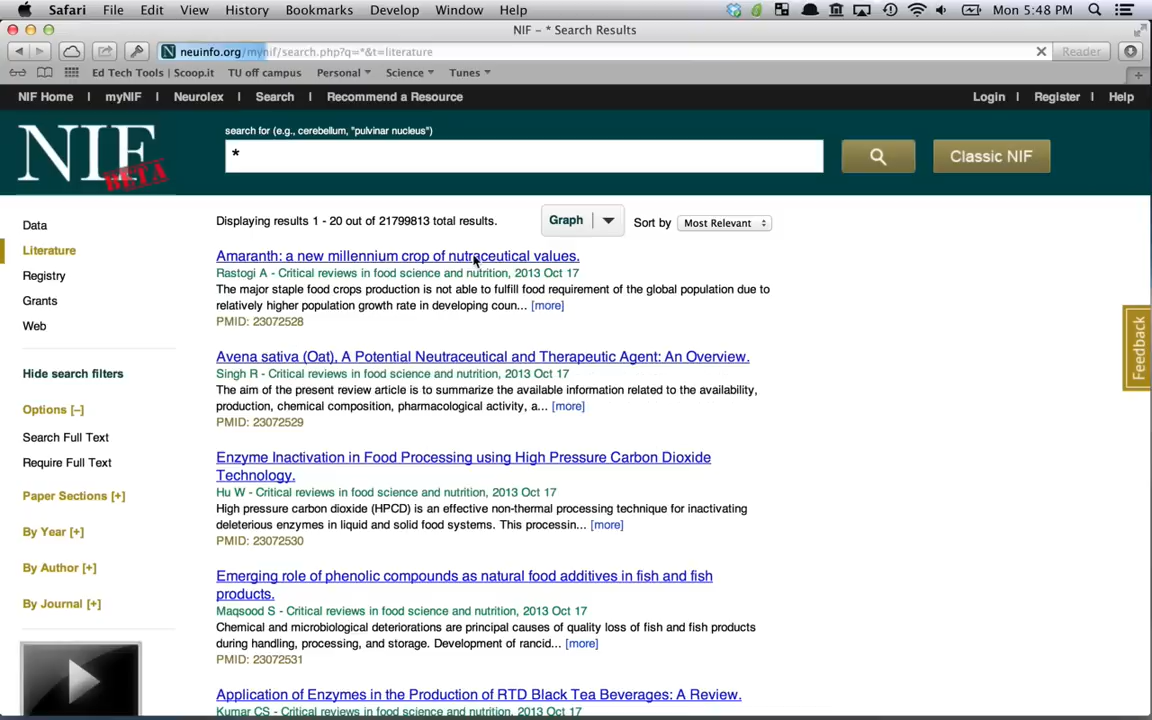 Safari File Edit View History Bookmarks Develop Window Help Mon 5:48 PM
NIF – * Search Results
N neuinfo.org/mynif/search.php?q=*&t=literature Reader
Ed Tech Tools | Scoop.it TU off campus Personal Science Tunes
NIF Home | myNIF | Neurolex | Search | Recommend a Resource Login | Register | Help
NIF
BETA
search for (e.g., cerebellum, "pulvinar nucleus")
*
Classic NIF
Data
Literature
Registry
Grants
Web
Hide search filters
Options [–]
Search Full Text
Require Full Text
Paper Sections [+]
By Year [+]
By Author [+]
By Journal [+]
Displaying results 1 - 20 out of 21799813 total results. Graph Sort by Most Relevant
Amaranth: a new millennium crop of nutraceutical values.
Rastogi A - Critical reviews in food science and nutrition, 2013 Oct 17
The major staple food crops production is not able to fulfill food requirement of the global population due to
relatively higher population growth rate in developing coun... [more]
PMID: 23072528
Avena sativa (Oat), A Potential Neutraceutical and Therapeutic Agent: An Overview.
Singh R - Critical reviews in food science and nutrition, 2013 Oct 17
The aim of the present review article is to summarize the available information related to the availability,
production, chemical composition, pharmacological activity, a... [more]
PMID: 23072529
Enzyme Inactivation in Food Processing using High Pressure Carbon Dioxide
Technology.
Hu W - Critical reviews in food science and nutrition, 2013 Oct 17
High pressure carbon dioxide (HPCD) is an effective non-thermal processing technique for inactivating
deleterious enzymes in liquid and solid food systems. This processin... [more]
PMID: 23072530
Emerging role of phenolic compounds as natural food additives in fish and fish
products.
Maqsood S - Critical reviews in food science and nutrition, 2013 Oct 17
Chemical and microbiological deteriorations are principal causes of quality loss of fish and fish products
during handling, processing, and storage. Development of rancid... [more]
PMID: 23072531
Application of Enzymes in the Production of RTD Black Tea Beverages: A Review.
Kumar CS - Critical reviews in food science and nutrition, 2013 Oct 17
Feedback